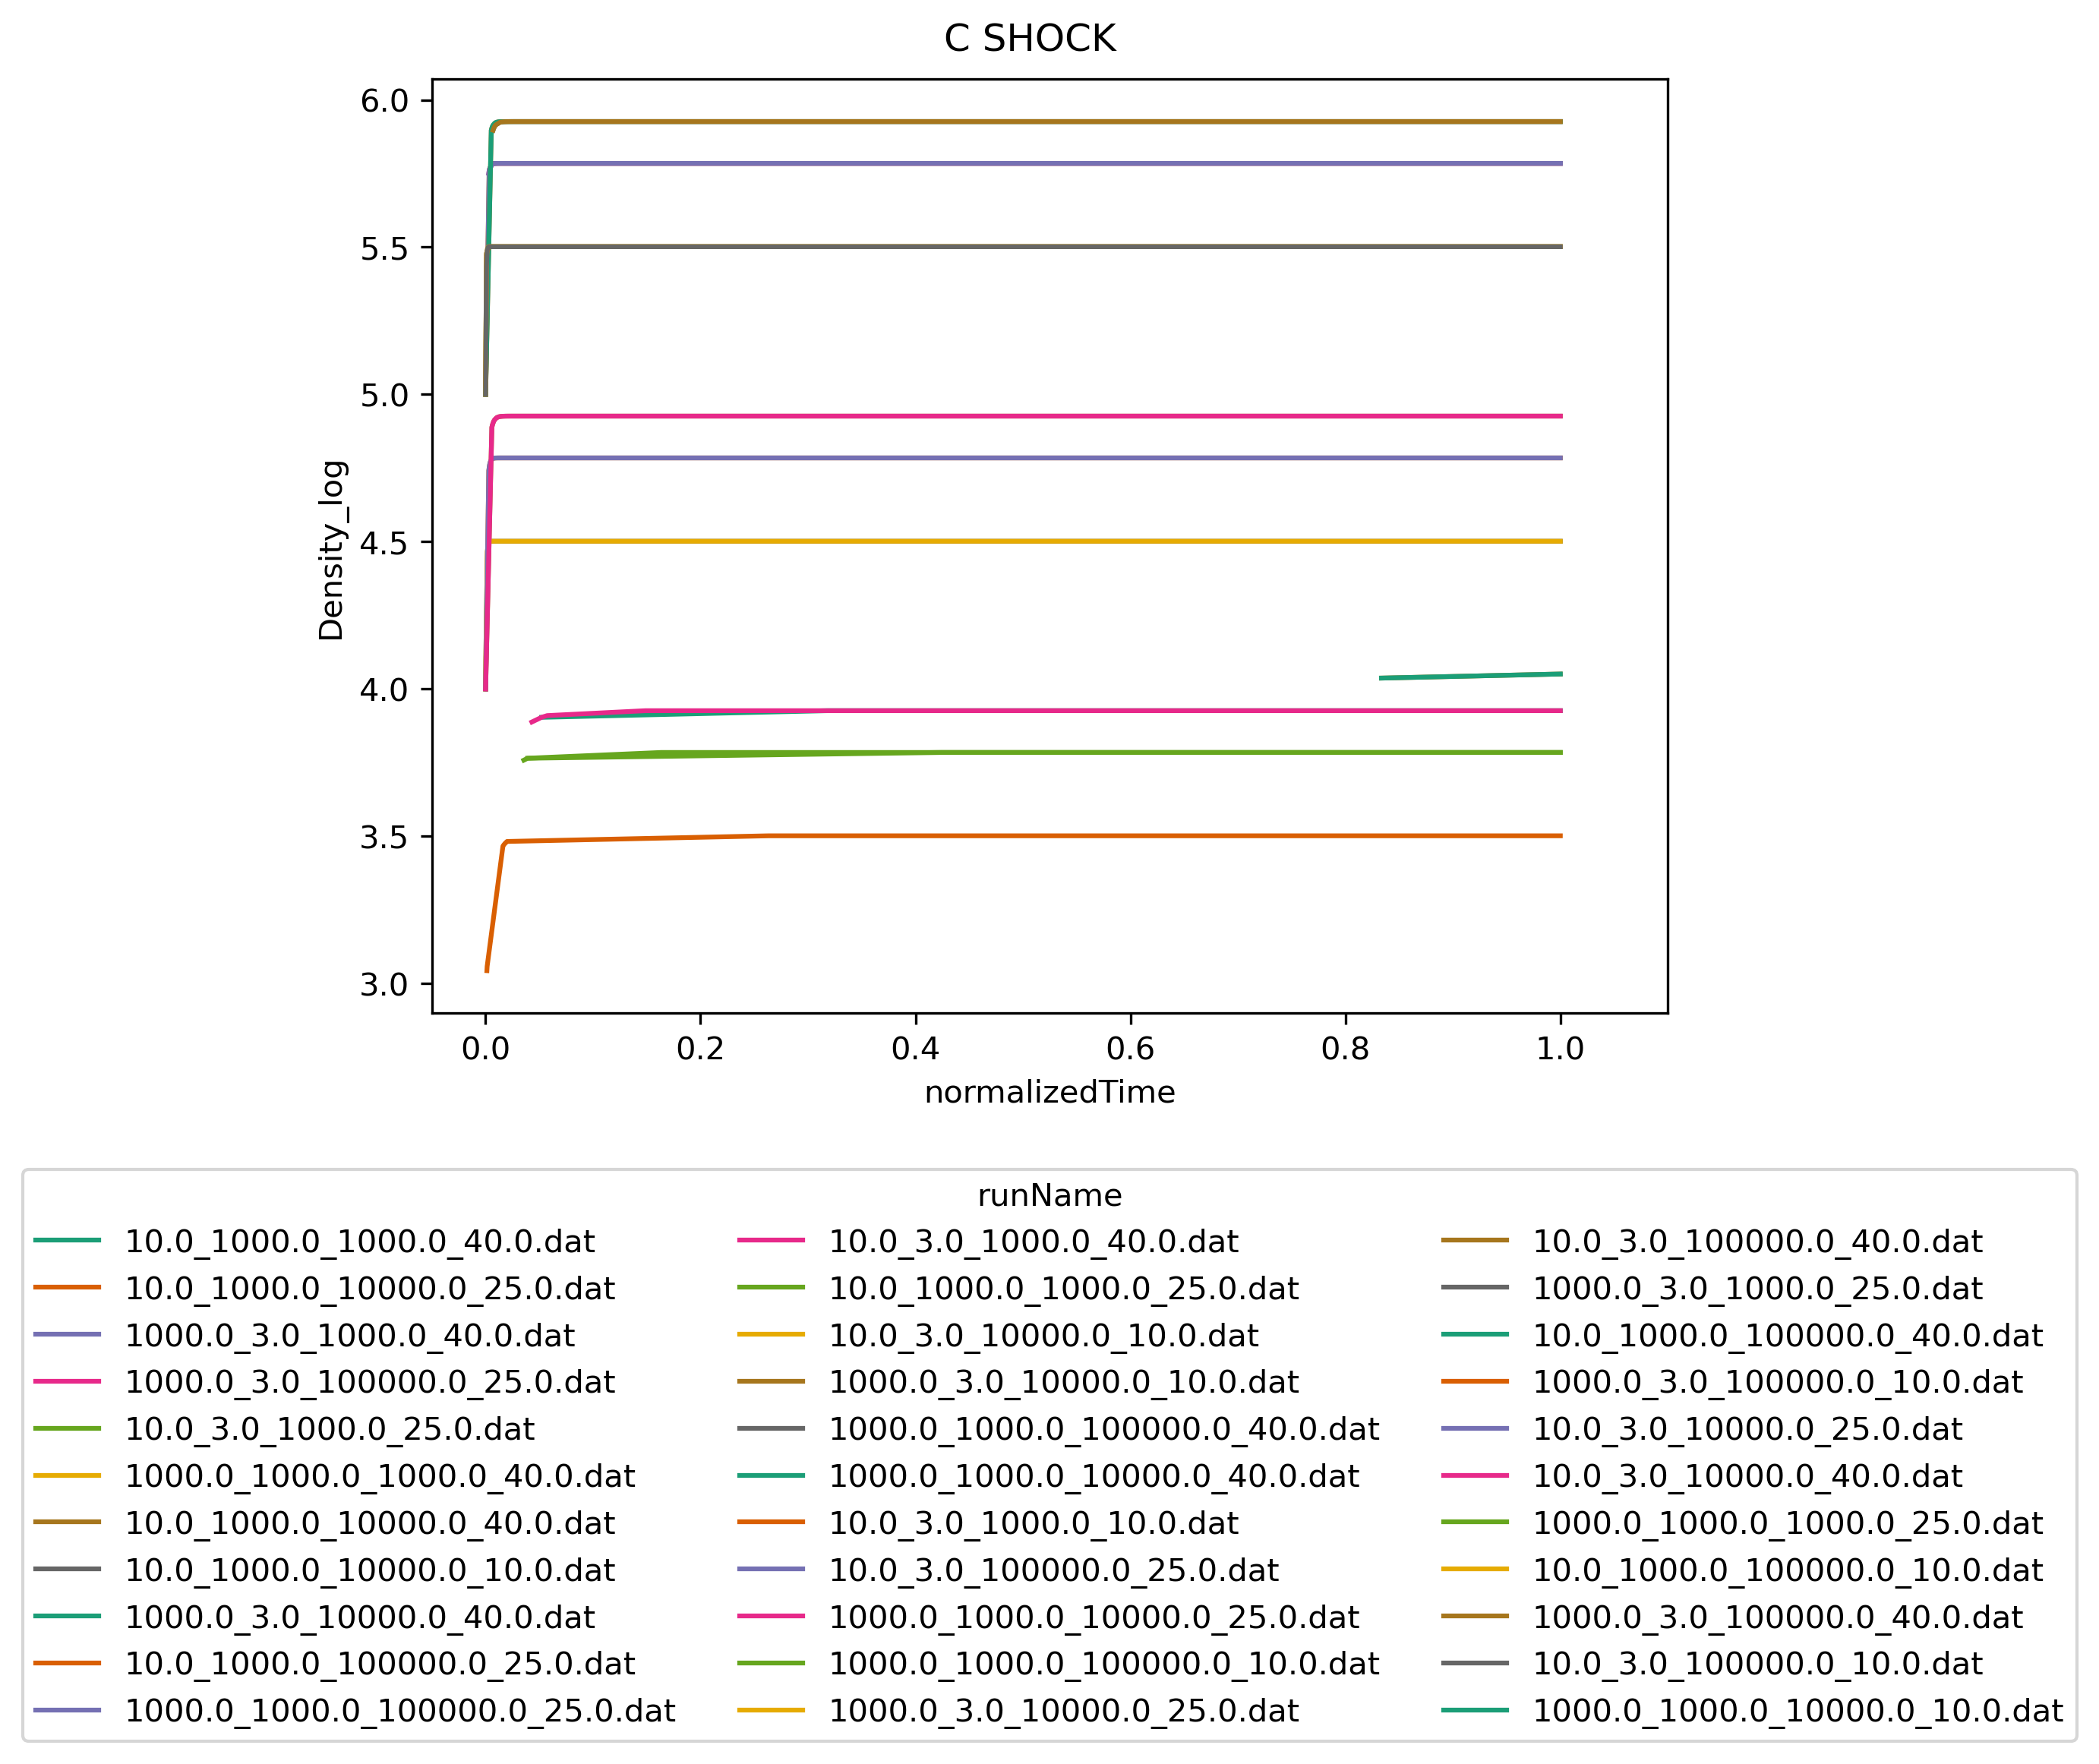 C SHOCK
6.0
5.5
5.0
4.5
4.0
3.5
3.0
Density_log
0.0 0.2 0.4 0.6 0.8 1.0
normalizedTime
runName
10.0_1000.0_1000.0_40.0.dat
10.0_1000.0_10000.0_25.0.dat
1000.0_3.0_1000.0_40.0.dat
1000.0_3.0_100000.0_25.0.dat
10.0_3.0_1000.0_25.0.dat
1000.0_1000.0_1000.0_40.0.dat
10.0_1000.0_10000.0_40.0.dat
10.0_1000.0_10000.0_10.0.dat
1000.0_3.0_10000.0_40.0.dat
10.0_1000.0_100000.0_25.0.dat
1000.0_1000.0_100000.0_25.0.dat
10.0_3.0_1000.0_40.0.dat
10.0_1000.0_1000.0_25.0.dat
10.0_3.0_10000.0_10.0.dat
1000.0_3.0_10000.0_10.0.dat
1000.0_1000.0_100000.0_40.0.dat
1000.0_1000.0_10000.0_40.0.dat
10.0_3.0_1000.0_10.0.dat
10.0_3.0_100000.0_25.0.dat
1000.0_1000.0_10000.0_25.0.dat
1000.0_1000.0_100000.0_10.0.dat
1000.0_3.0_10000.0_25.0.dat
10.0_3.0_100000.0_40.0.dat
1000.0_3.0_1000.0_25.0.dat
10.0_1000.0_100000.0_40.0.dat
1000.0_3.0_100000.0_10.0.dat
10.0_3.0_10000.0_25.0.dat
10.0_3.0_10000.0_40.0.dat
1000.0_1000.0_1000.0_25.0.dat
10.0_1000.0_100000.0_10.0.dat
1000.0_3.0_100000.0_40.0.dat
10.0_3.0_100000.0_10.0.dat
1000.0_1000.0_10000.0_10.0.dat